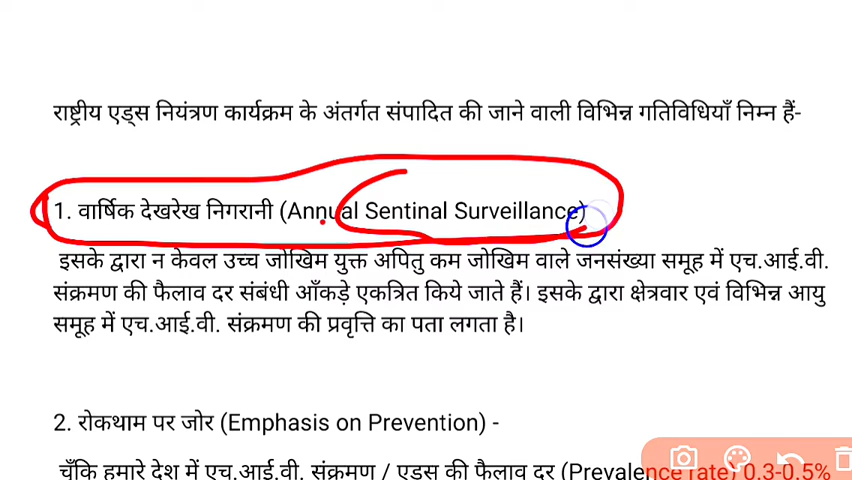 राष्ट्रीय एड्स नियंत्रण कार्यक्रम के अंतर्गत संपादित की जाने वाली विभिन्न गतिविधियाँ निम्न हैं-
1. वार्षिक देखरेख निगरानी (Annual Sentinal Surveillance)
इसके द्वारा न केवल उच्च जोखिम युक्त अपितु कम जोखिम वाले जनसंख्या समूह में एच.आई.वी.
संक्रमण की फैलाव दर संबंधी आँकड़े एकत्रित किये जाते हैं। इसके द्वारा क्षेत्रवार एवं विभिन्न आयु
समूह में एच.आई.वी. संक्रमण की प्रवृत्ति का पता लगता है।
2. रोकथाम पर जोर (Emphasis on Prevention) -
चूँकि हमारे देश में एच.आई.वी. संक्रमण / एडस की फैलाव दर (Prevalence rate) 0.3-0.5%